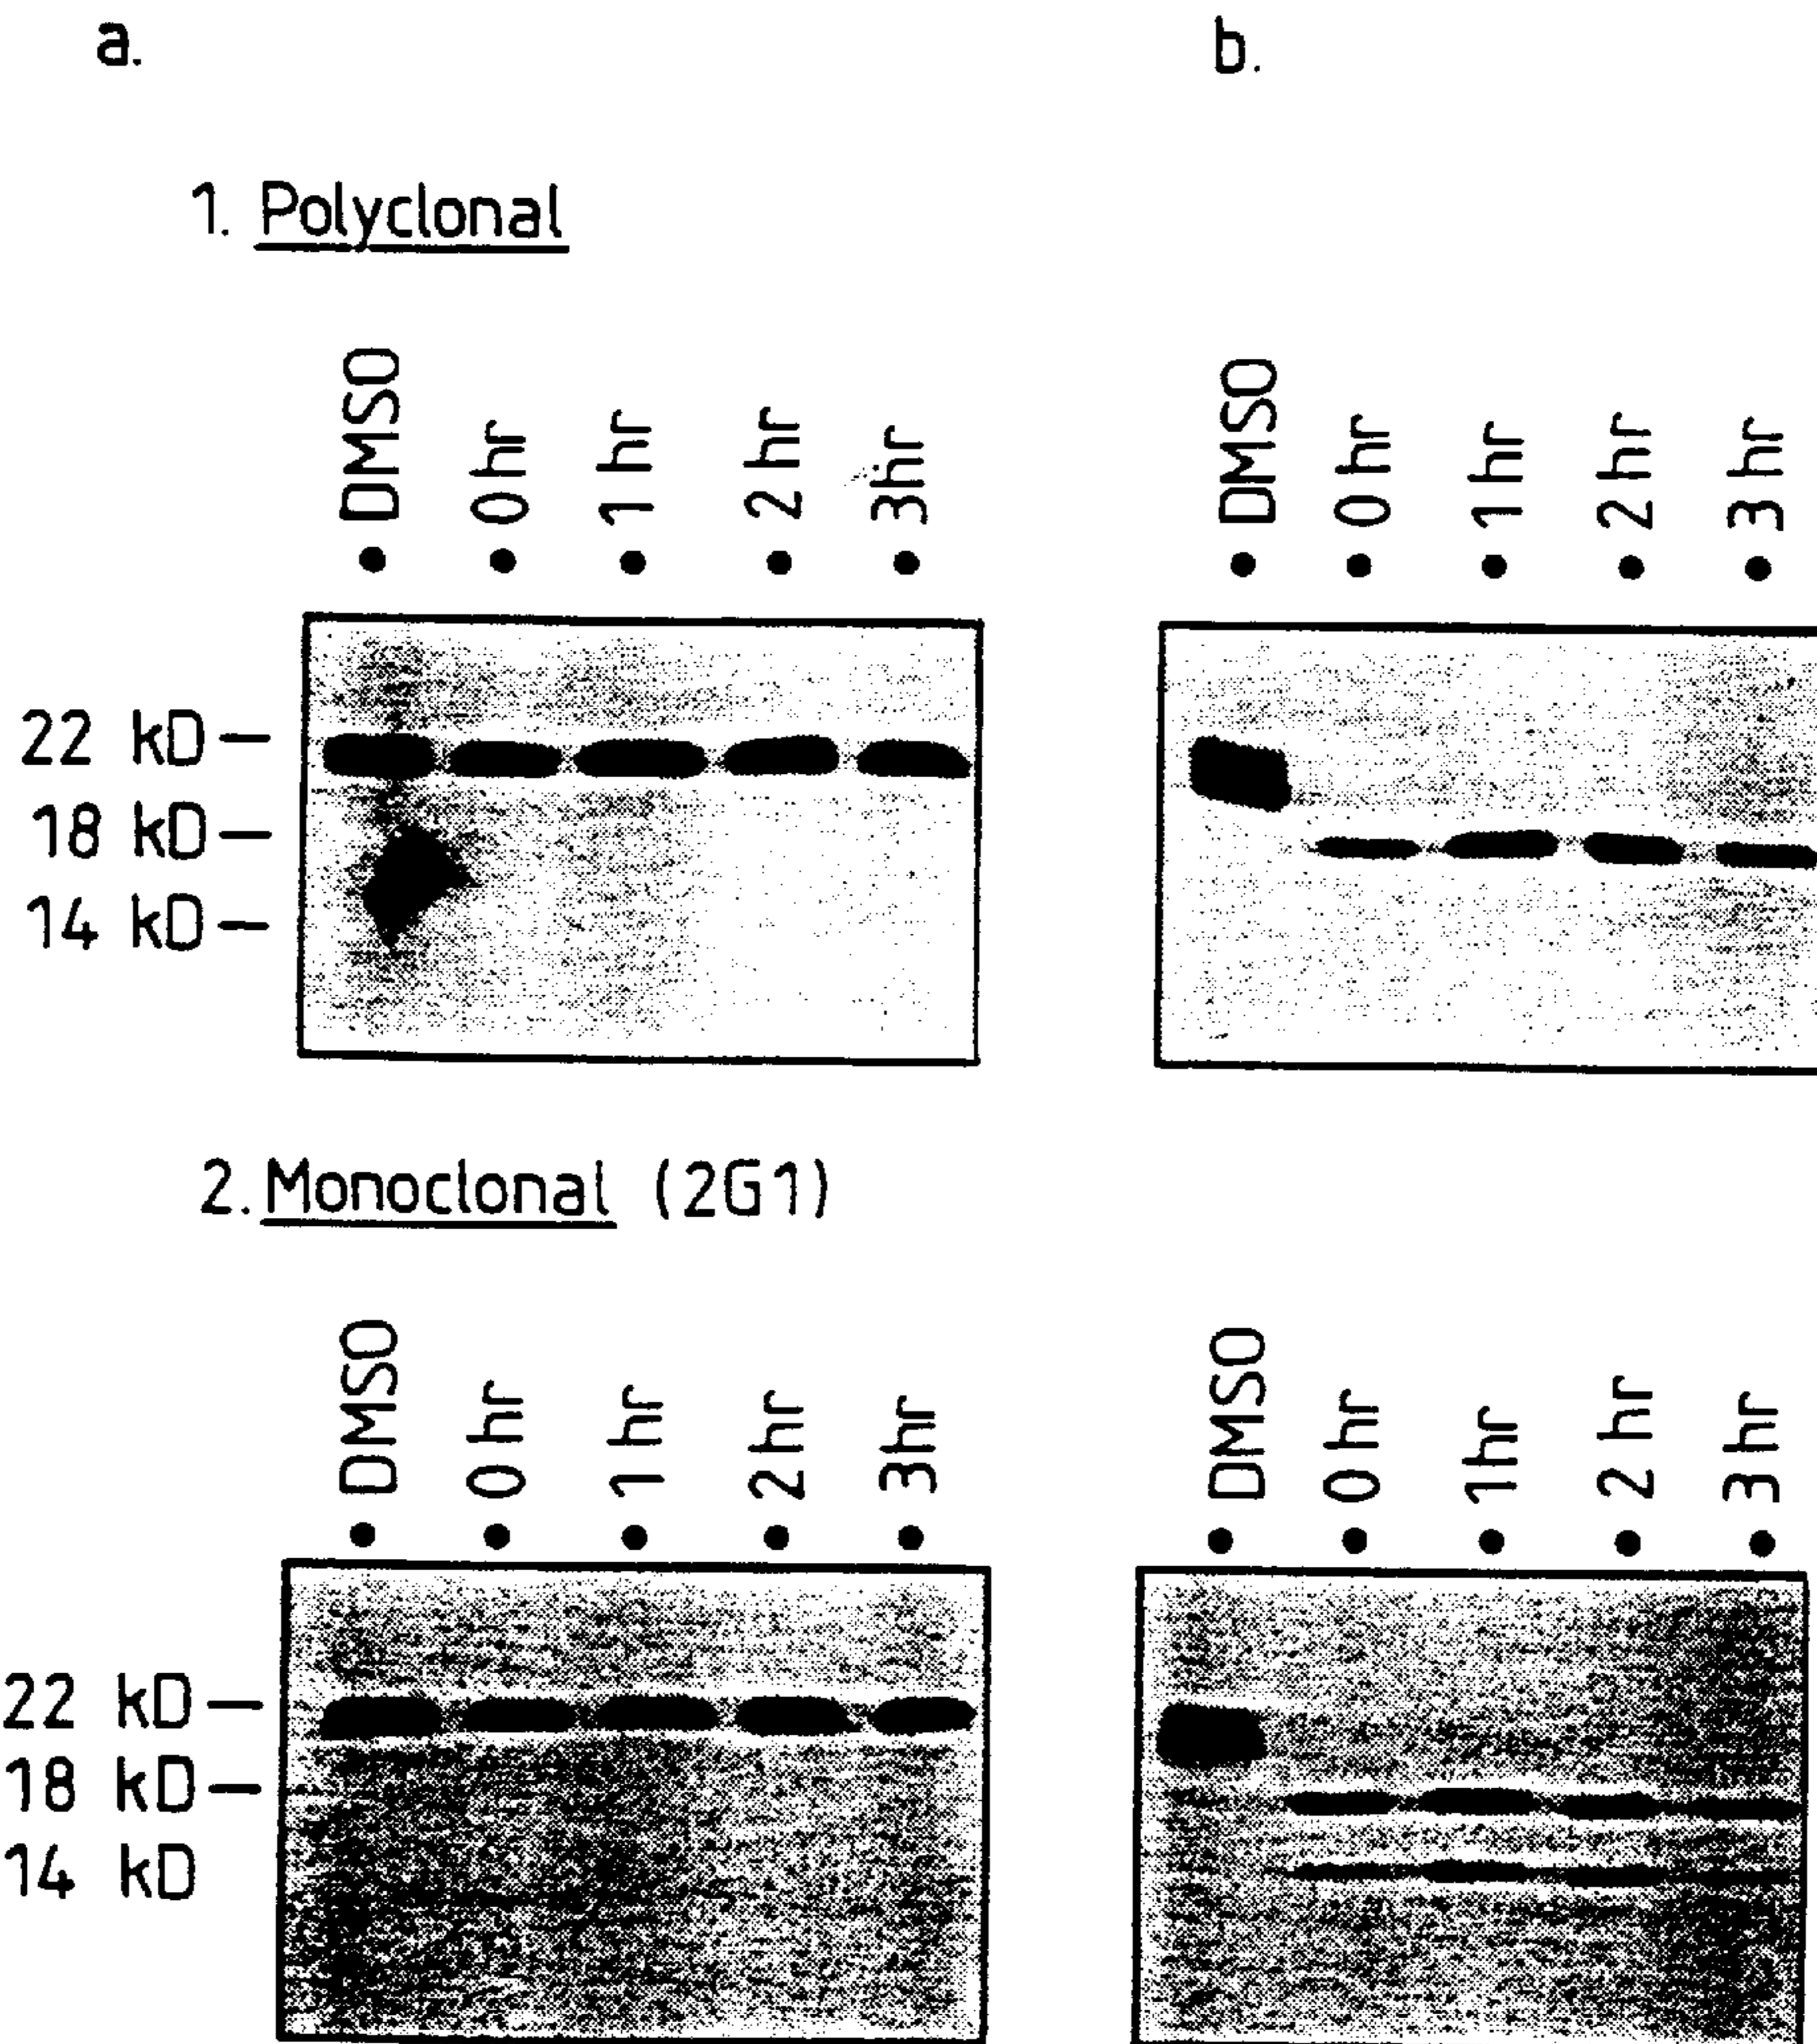 a.
b.
1. Polyclonal
DMSO
0 hr
1 hr
2 hr
3hr
DMSO
0 hr
1 hr
2 hr
3 hr
22 kD
18 kD
14 kD
2. Monoclonal (2G1)
DMSO
0 hr
1 hr
2 hr
3hr
DMSO
0 hr
1hr
2 hr
3 hr
22 kD
18 kD
14 kD